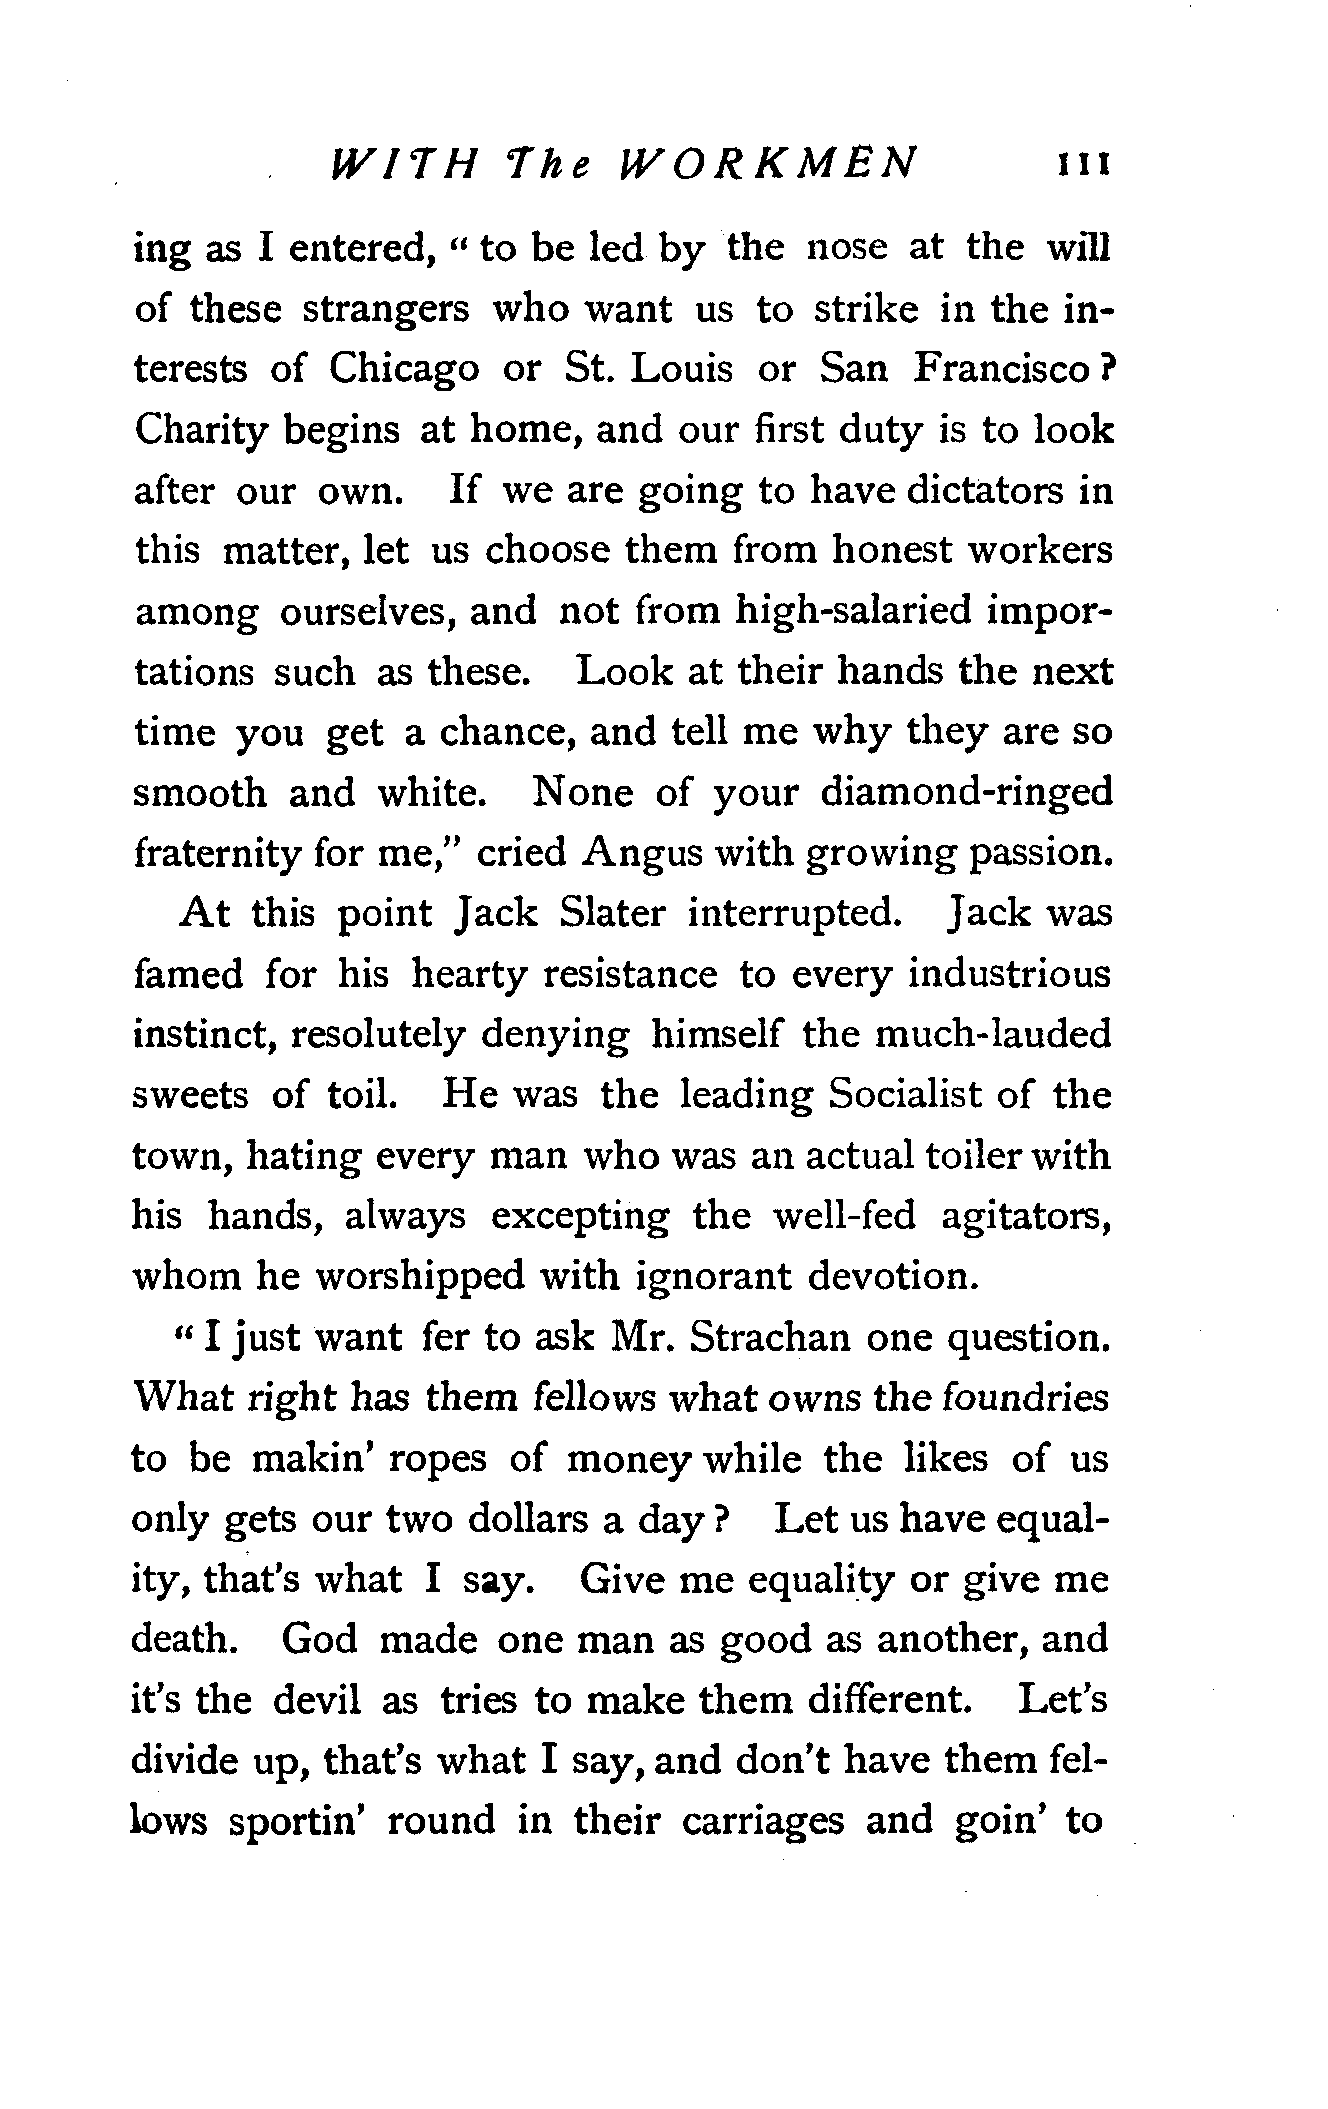 WITH The WORKMEN 111
ing as I entered, " to be led by the nose at the will
of these strangers who want us to strike in the in-
terests of Chicago or St. Louis or San Francisco ?
Charity begins at home, and our first duty is to look
after our own. If we are going to have dictators in
this matter, let us choose them from honest workers
among ourselves, and not from high-salaried impor-
tations such as these. Look at their hands the next
time you get a chance, and tell me why they are so
smooth and white. None of your diamond-ringed
fraternity for me," cried Angus with growing passion.
At this point Jack Slater interrupted. Jack was
famed for his hearty resistance to every industrious
instinct, resolutely denying himself the much-lauded
sweets of toil. He was the leading Socialist of the
town, hating every man who was an actual toiler with
his hands, always excepting the well-fed agitators,
whom he worshipped with ignorant devotion.
" I just want fer to ask Mr. Strachan one question.
What right has them fellows what owns the foundries
to be makin' ropes of money while the likes of us
only gets our two dollars a day ? Let us have equal-
ity, that's what I say. Give me equality or give me
death. God made one man as good as another, and
it's the devil as tries to make them different. Let's
divide up, that's what I say, and don't have them fel-
lows sportin' round in their carriages and goin' to